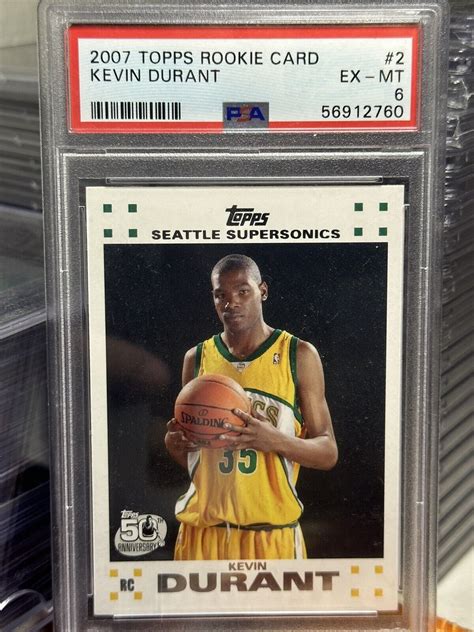 2007 TOPPS ROOKIE CARD #2
KEVIN DURANT EX - MT
6
PSA 56912760
Topps
SEATTLE SUPERSONICS
SPALDING
35
Topps
50TH
ANNIVERSARY
KEVIN
RC DURANT